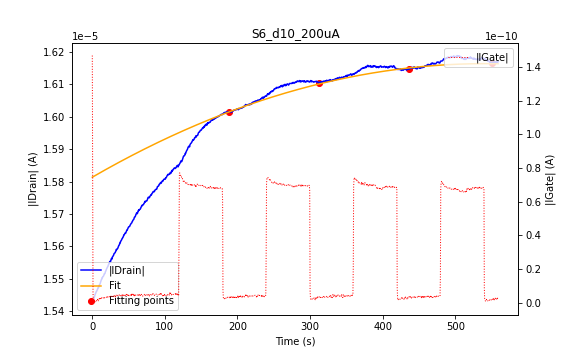 S6_d10_200uA
1e−5
1e−10
1.62
1.61
1.60
1.59
1.58
1.57
1.56
1.55
1.54
|IDrain| (A)
1.4
1.2
1.0
0.8
0.6
0.4
0.2
0.0
|IGate| (A)
|IGate|
|IDrain|
Fit
Fitting points
0
100
200
300
400
500
Time (s)